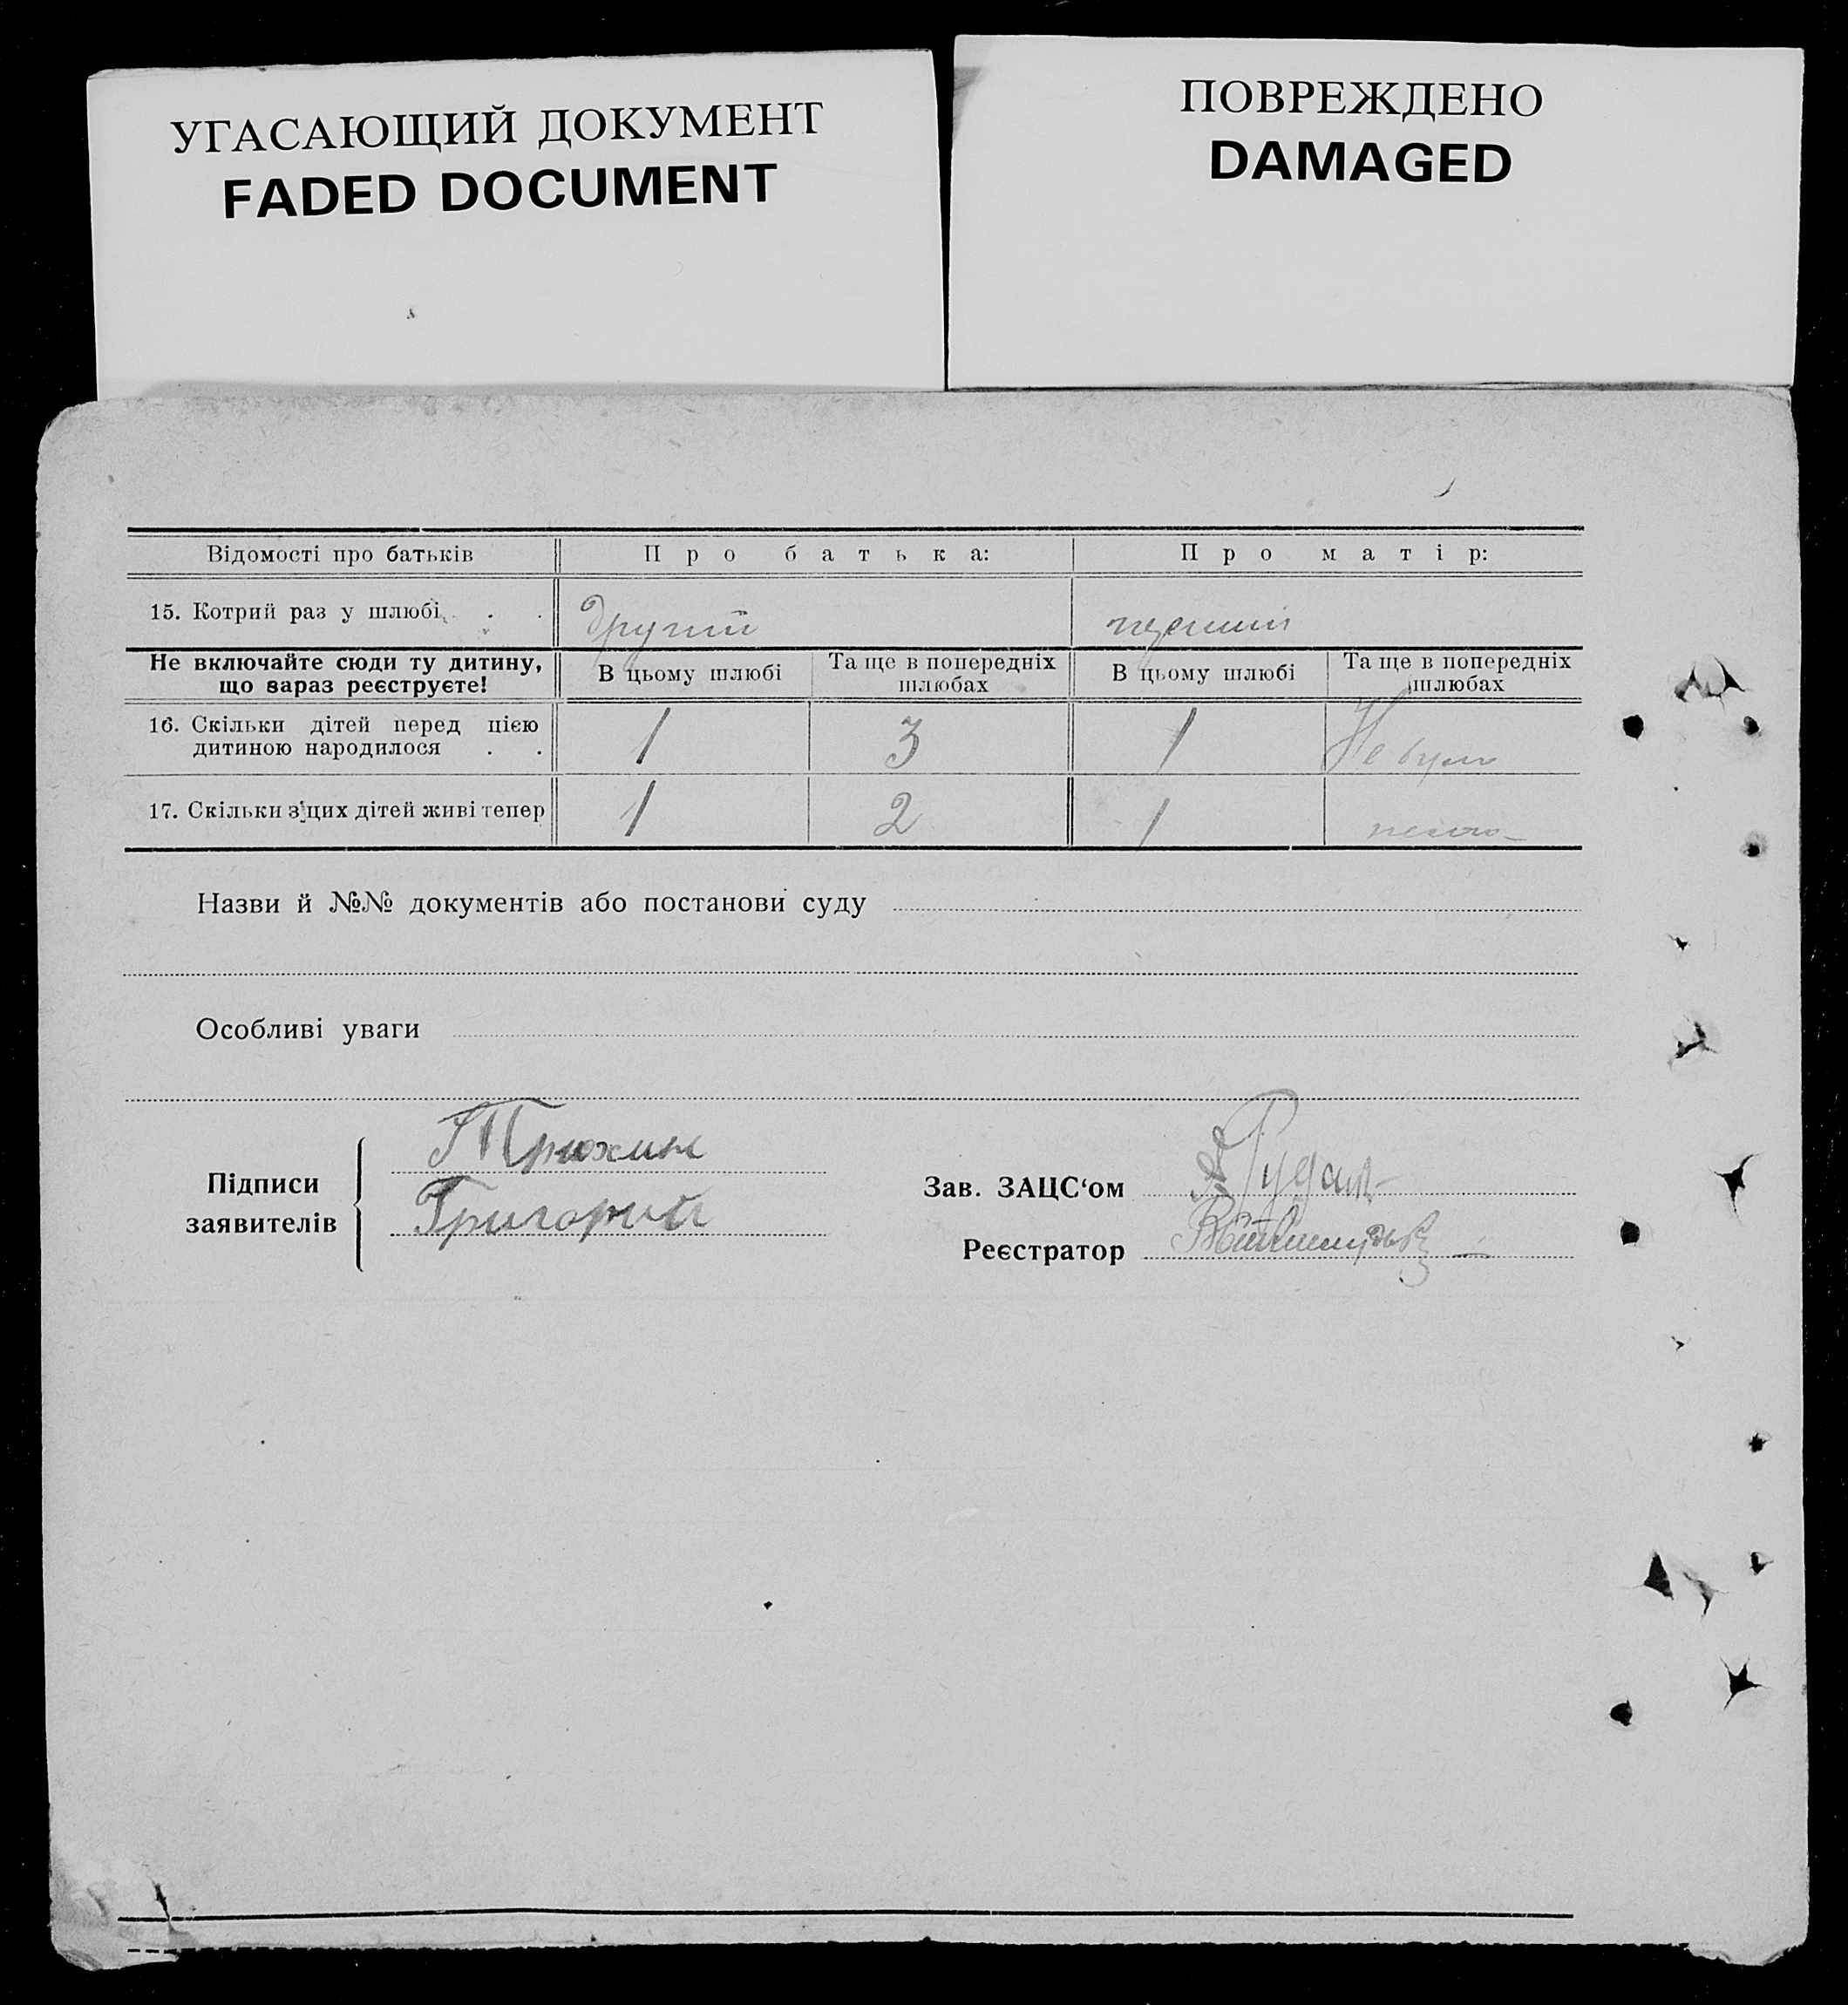 УГАСАЮЩИЙ ДОКУМЕНТ
FADED DOCUMENT
ПОВРЕЖДЕНО
DAMAGED
Відомості про батьків Про батька: Про матір:
15. Котрий раз у шлюбі . . другий перший
Не включайте сюди ту дитину, що зараз реєструєте! В цьому шлюбі Та ще в попередніх шлюбах В цьому шлюбі Та ще в попередніх шлюбах
16. Скільки дітей перед цією дитиною народилося . . 1 3 1 Не було
17. Скільки з цих дітей живі тепер 1 2 1
Назви й №№ документів або постанови суду
Особливі уваги
Підписи заявителів
Трюхин
Григорий
Зав. ЗАЦС‘ом
Реєстратор